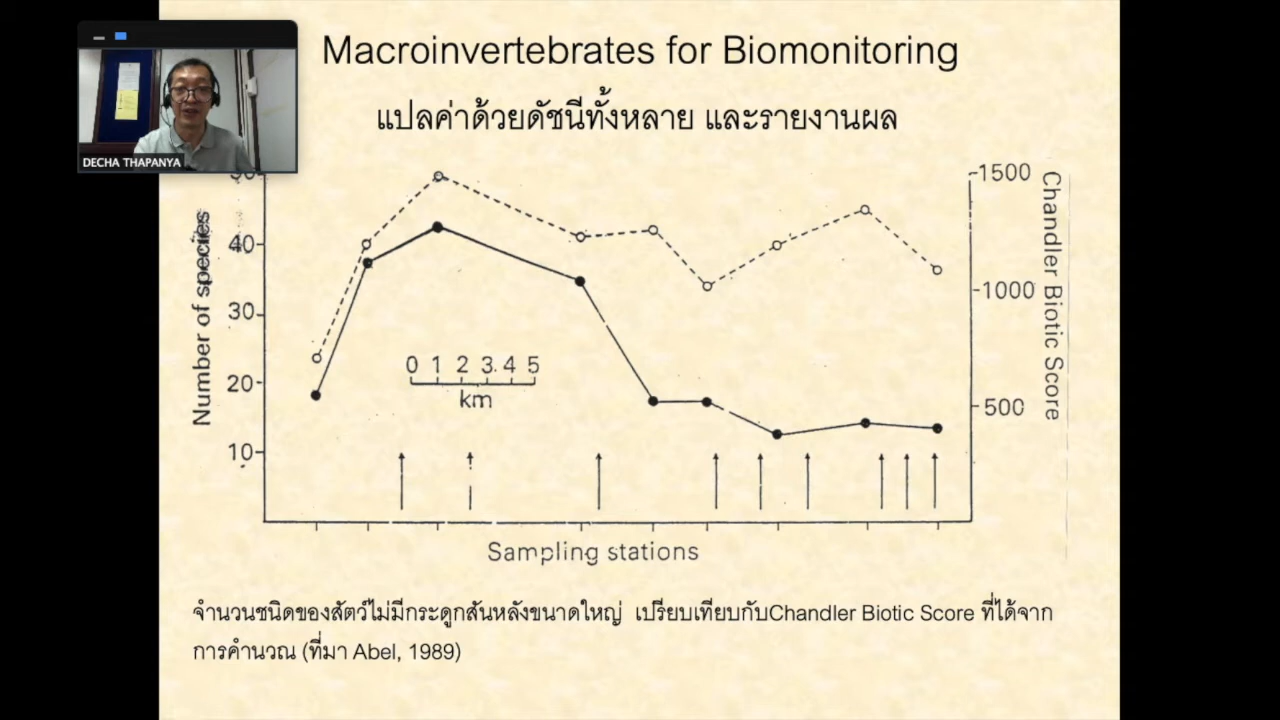 Macroinvertebrates for Biomonitoring
แปลค่าด้วยดัชนีทั้งหลาย และรายงานผล
DECHA THAPANYA
Number of species
40
30
20
10
1500
1000
500
Chandler Biotic Score
0 1 2 3 4 5
km
Sampling stations
จำนวนชนิดของสัตว์ไม่มีกระดูกสันหลังขนาดใหญ่ เปรียบเทียบกับChandler Biotic Score ที่ได้จาก
การคำนวณ (ที่มา Abel, 1989)